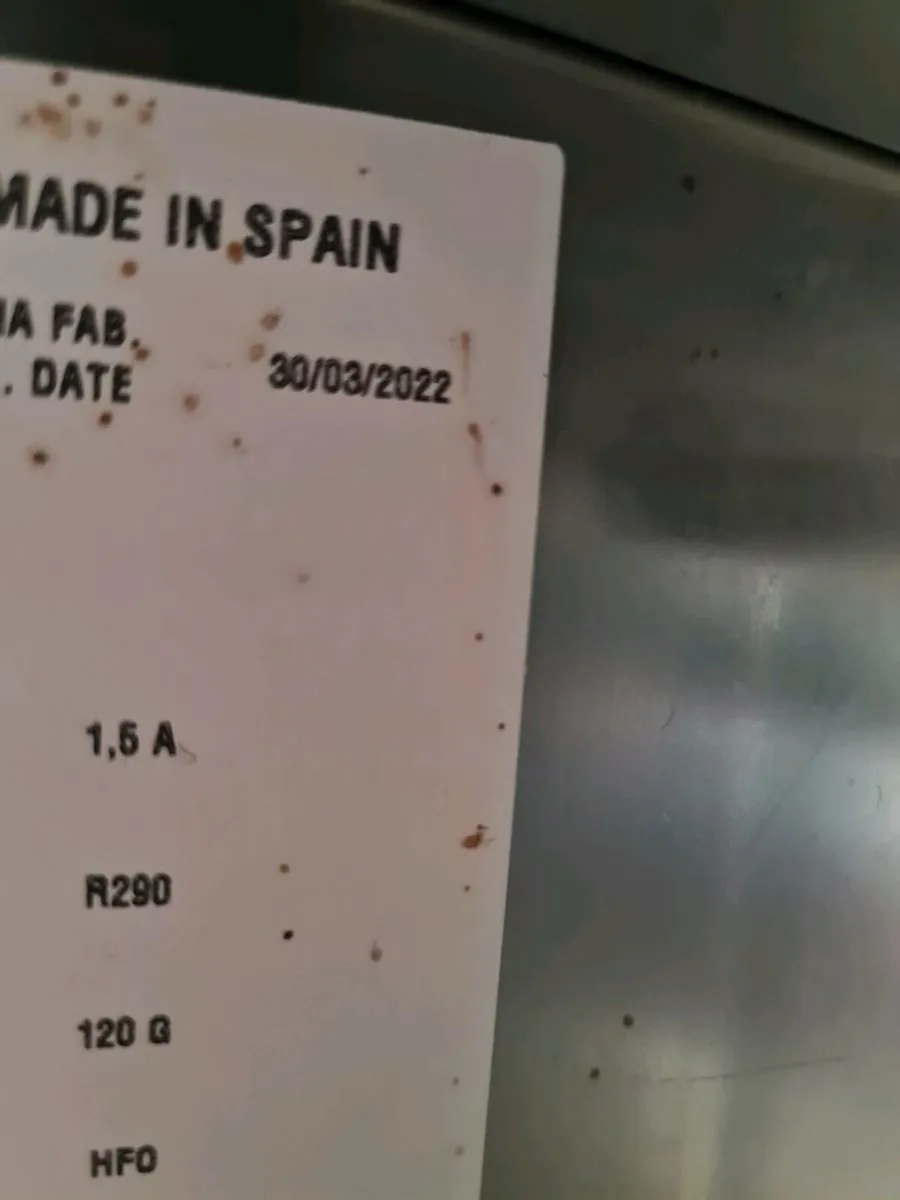 MADE IN SPAIN
FAB.
. DATE
30/03/2022
1,5 A
R290
120 G
HFO